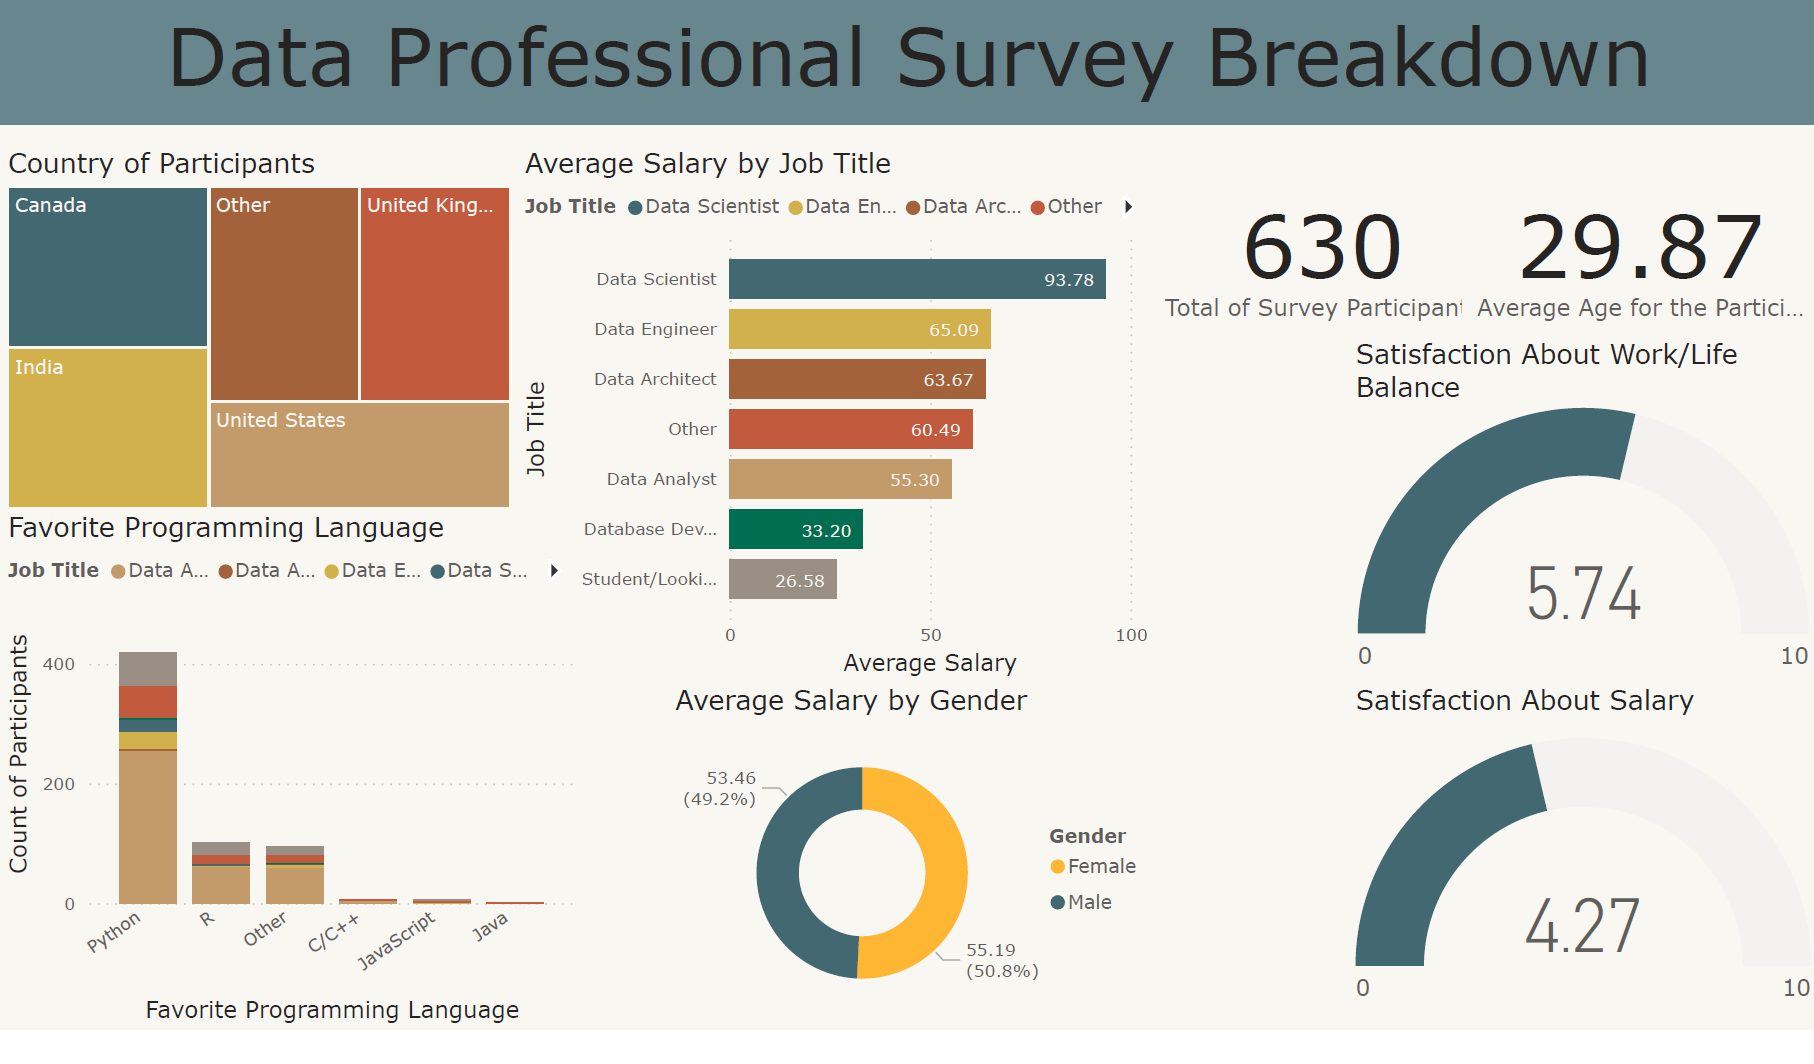 Data Professional Survey Breakdown
Country of Participants
Canada
Other
United King...
India
United States
Average Salary by Job Title
Job Title
Data Scientist
Data En...
Data Arc...
Other
Job Title
Data Scientist
93.78
Data Engineer
65.09
Data Architect
63.67
Other
60.49
Data Analyst
55.30
Database Dev...
33.20
Student/Looki...
26.58
0
50
100
Average Salary
630
Total of Survey Participant
29.87
Average Age for the Partici...
Satisfaction About Work/Life
Balance
5.74
0
10
Favorite Programming Language
Job Title
Data A...
Data A...
Data E...
Data S...
Count of Participants
400
200
0
Python
R
Other
C/C++
JavaScript
Java
Favorite Programming Language
Average Salary by Gender
53.46
(49.2%)
55.19
(50.8%)
Gender
Female
Male
Satisfaction About Salary
4.27
0
10